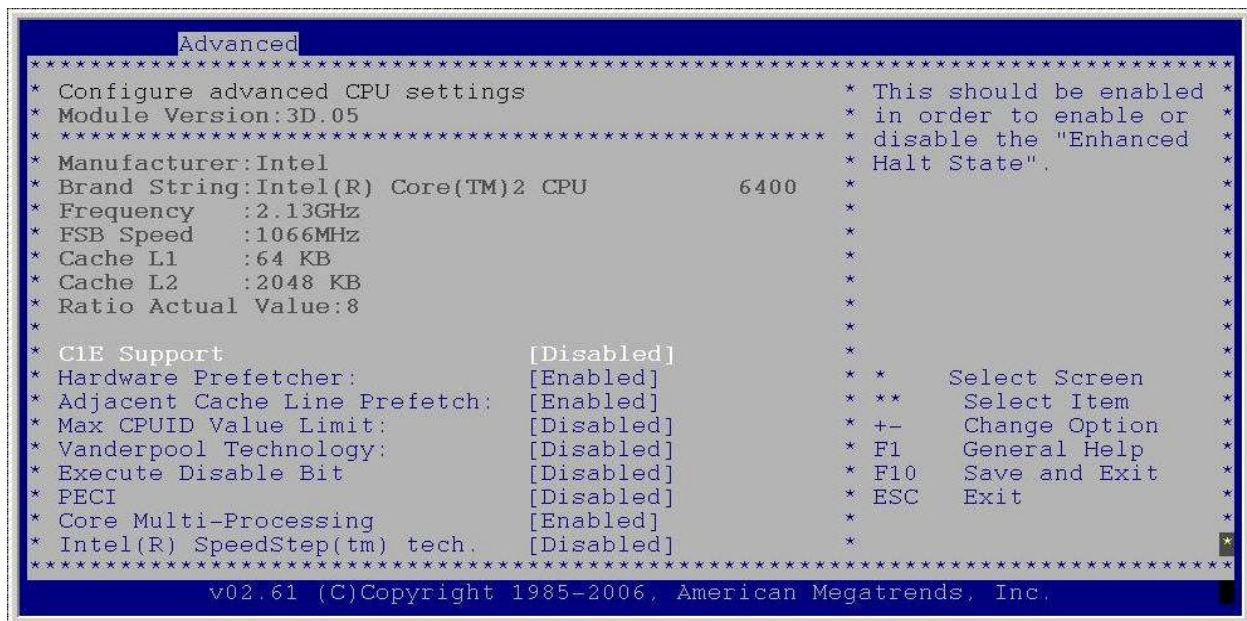 Advanced
Configure advanced CPU settings
Module Version:3D.05
Manufacturer:Intel
Brand String:Intel(R) Core(TM)2 CPU 6400
Frequency :2.13GHz
FSB Speed :1066MHz
Cache L1 :64 KB
Cache L2 :2048 KB
Ratio Actual Value:8
C1E Support [Disabled]
Hardware Prefetcher: [Enabled]
Adjacent Cache Line Prefetch: [Enabled]
Max CPUID Value Limit: [Disabled]
Vanderpool Technology: [Disabled]
Execute Disable Bit [Disabled]
PECI [Disabled]
Core Multi-Processing [Enabled]
Intel(R) SpeedStep(tm) tech. [Disabled]
This should be enabled
in order to enable or
disable the "Enhanced
Halt State".
* Select Screen
** Select Item
+- Change Option
F1 General Help
F10 Save and Exit
ESC Exit
v02.61 (C)Copyright 1985-2006, American Megatrends, Inc.